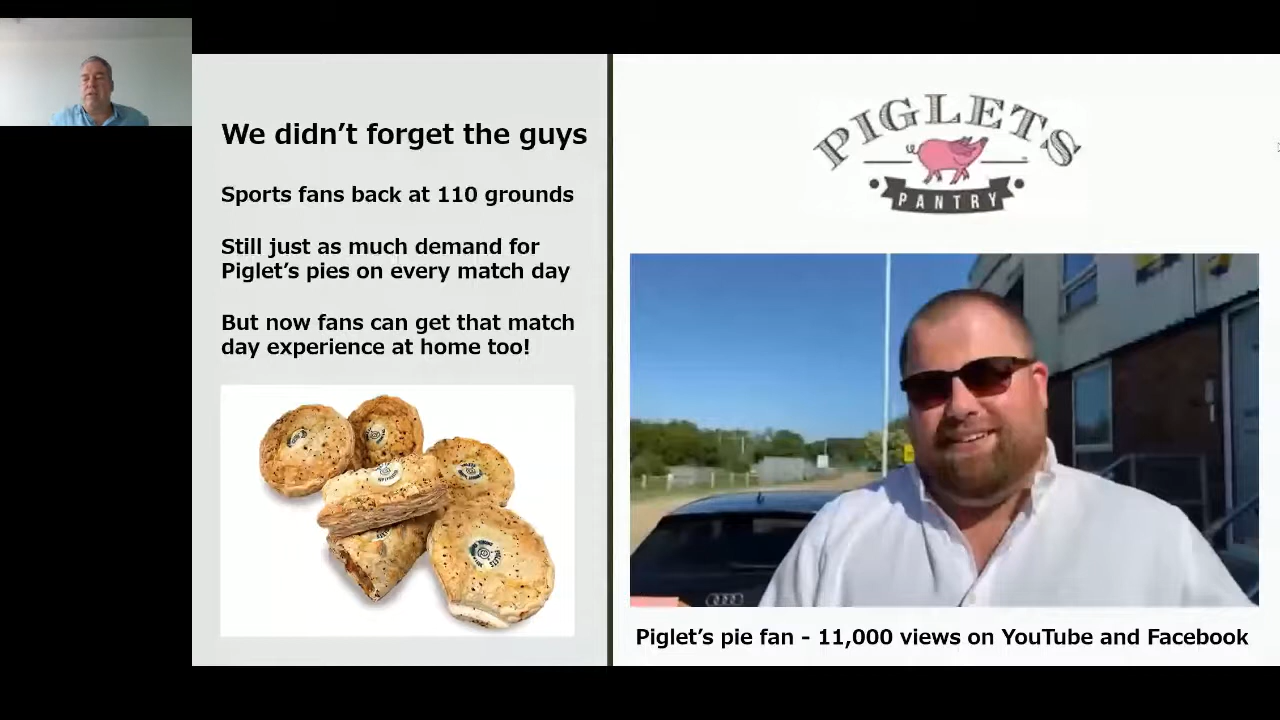 We didn’t forget the guys
Sports fans back at 110 grounds
Still just as much demand for
Piglet’s pies on every match day
But now fans can get that match
day experience at home too!
PIGLETS
PANTRY
Piglet’s pie fan - 11,000 views on YouTube and Facebook